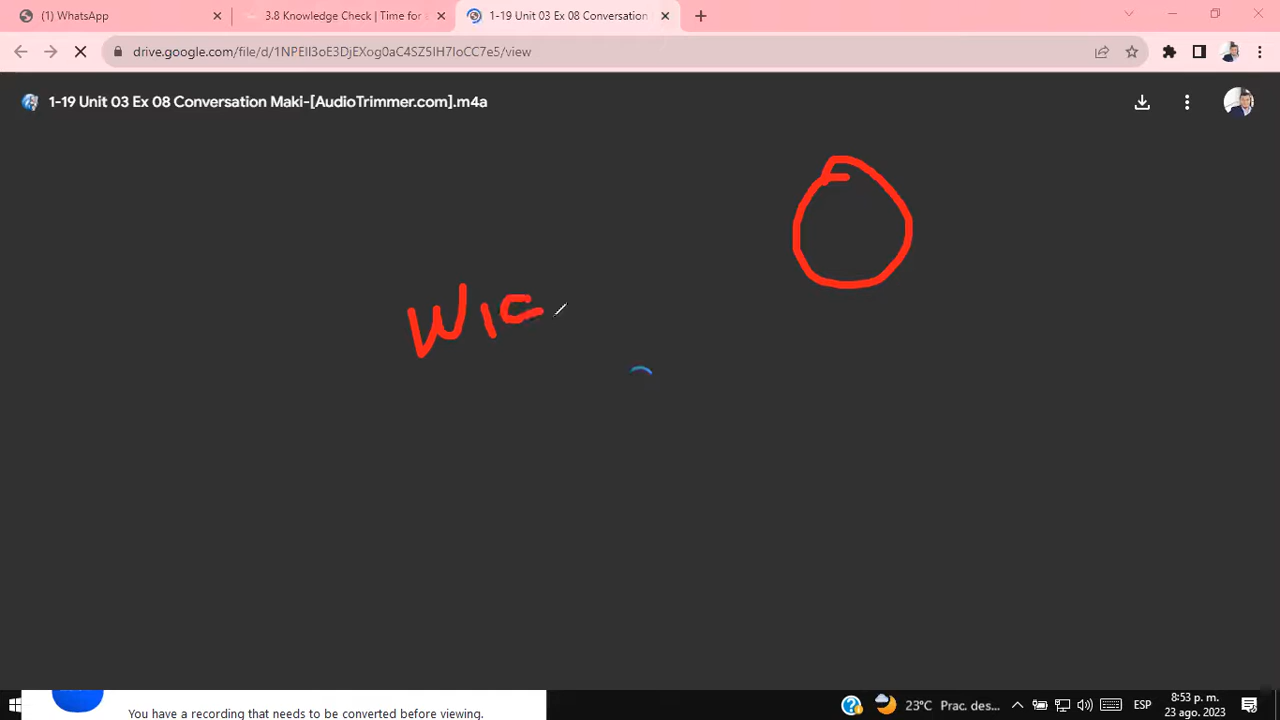 (1) WhatsApp
3.8 Knowledge Check | Time for
1-19 Unit 03 Ex 08 Conversation
drive.google.com/file/d/1NPEII3oE3DjEXog0aC4SZ5IH7IoCC7e5/view
1-19 Unit 03 Ex 08 Conversation Maki-[AudioTrimmer.com].m4a
You have a recording that needs to be converted before viewing.
23°C Prac. des...
ESP
8:53 p. m.
23 ago. 2023